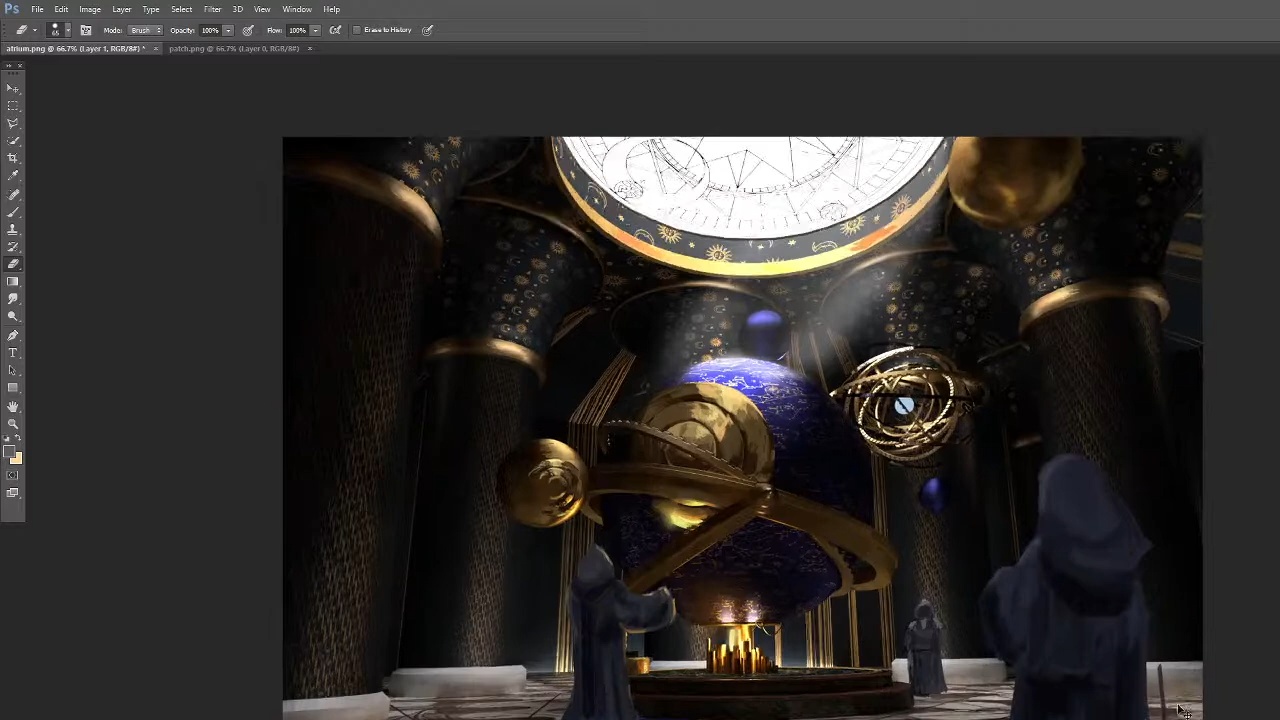 Ps File Edit Image Layer Type Select Filter 3D View Window Help
65 Mode: Brush Opacity: 100% Flow: 100% Erase to History
atrium.png @ 66.7% (Layer 1, RGB/8#) * × patch.png @ 66.7% (Layer 0, RGB/8#) ×
T